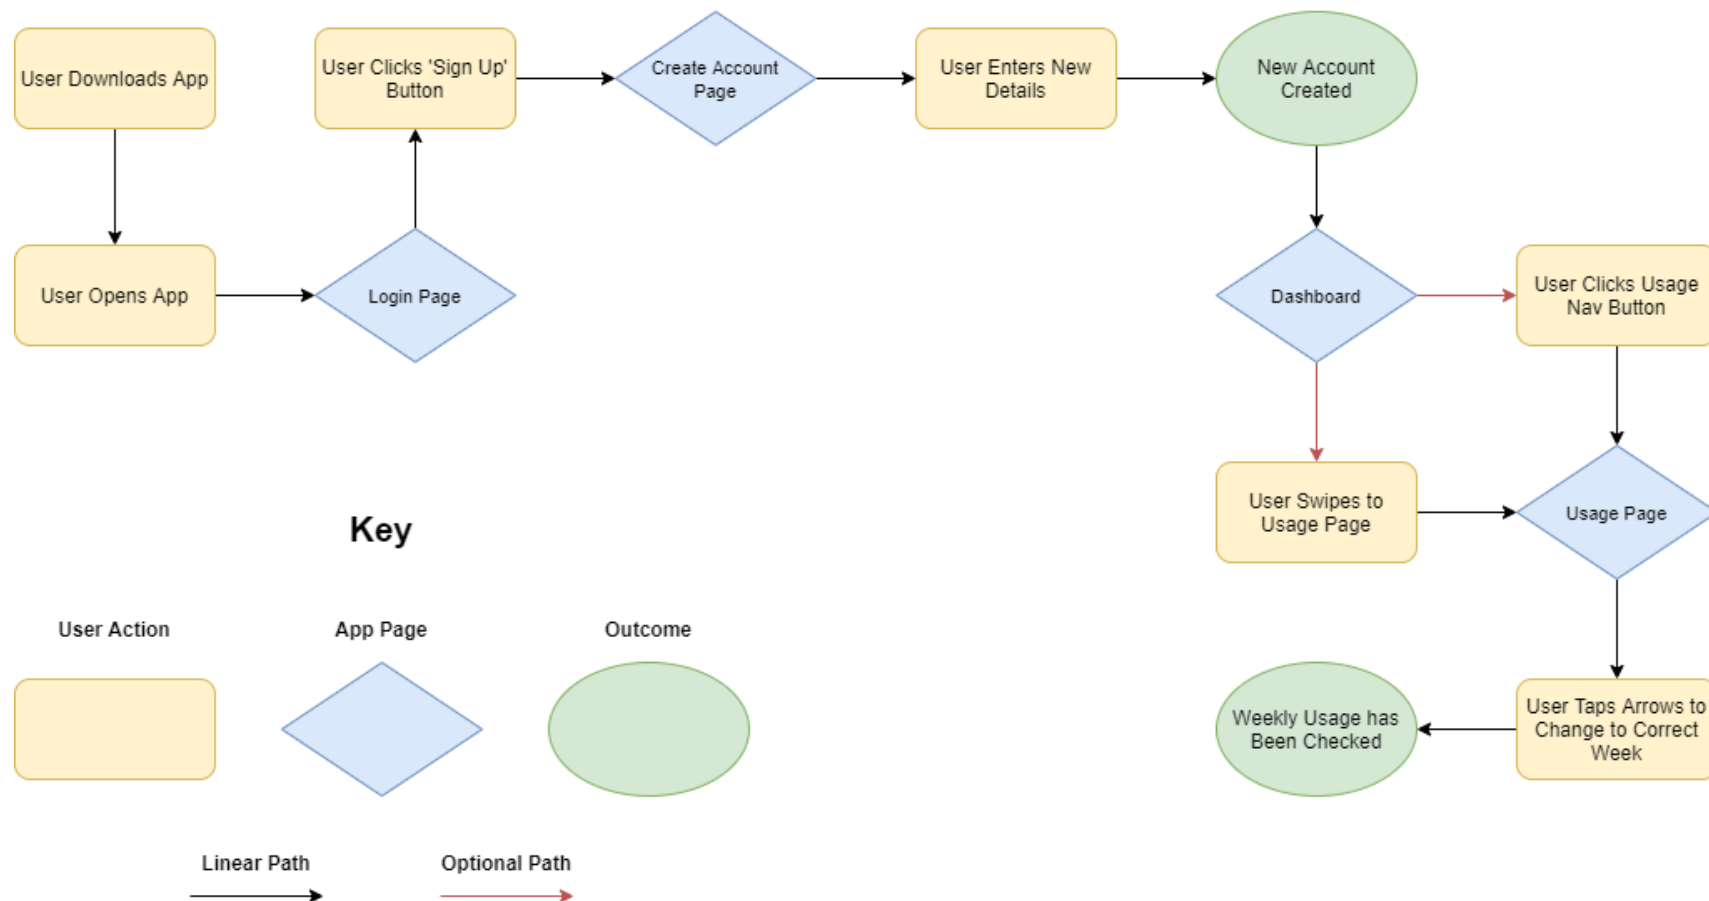 User Downloads App
User Clicks 'Sign Up'
Button
Create Account
Page
User Enters New
Details
New Account
Created
User Opens App
Login Page
Dashboard
User Clicks Usage
Nav Button
User Swipes to
Usage Page
Usage Page
Key
User Action
App Page
Outcome
Weekly Usage has
Been Checked
User Taps Arrows to
Change to Correct
Week
Linear Path
Optional Path